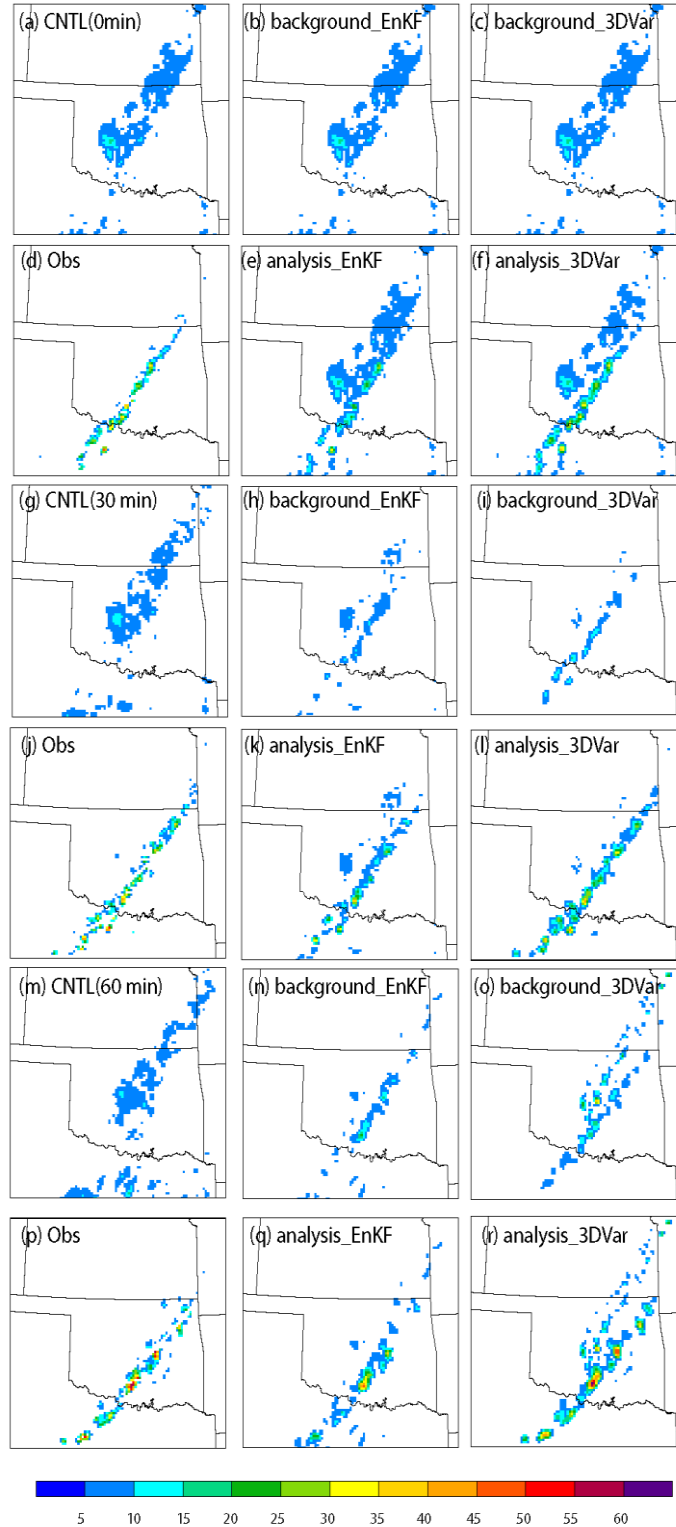 (a) CNTL(0min) (b) background_EnKF (c) background_3DVar
(d) Obs (e) analysis_EnKF (f) analysis_3DVar
(g) CNTL(30 min) (h) background_EnKF (i) background_3DVar
(j) Obs (k) analysis_EnKF (l) analysis_3DVar
(m) CNTL(60 min) (n) background_EnKF (o) background_3DVar
(p) Obs (q) analysis_EnKF (r) analysis_3DVar
5 10 15 20 25 30 35 40 45 50 55 60